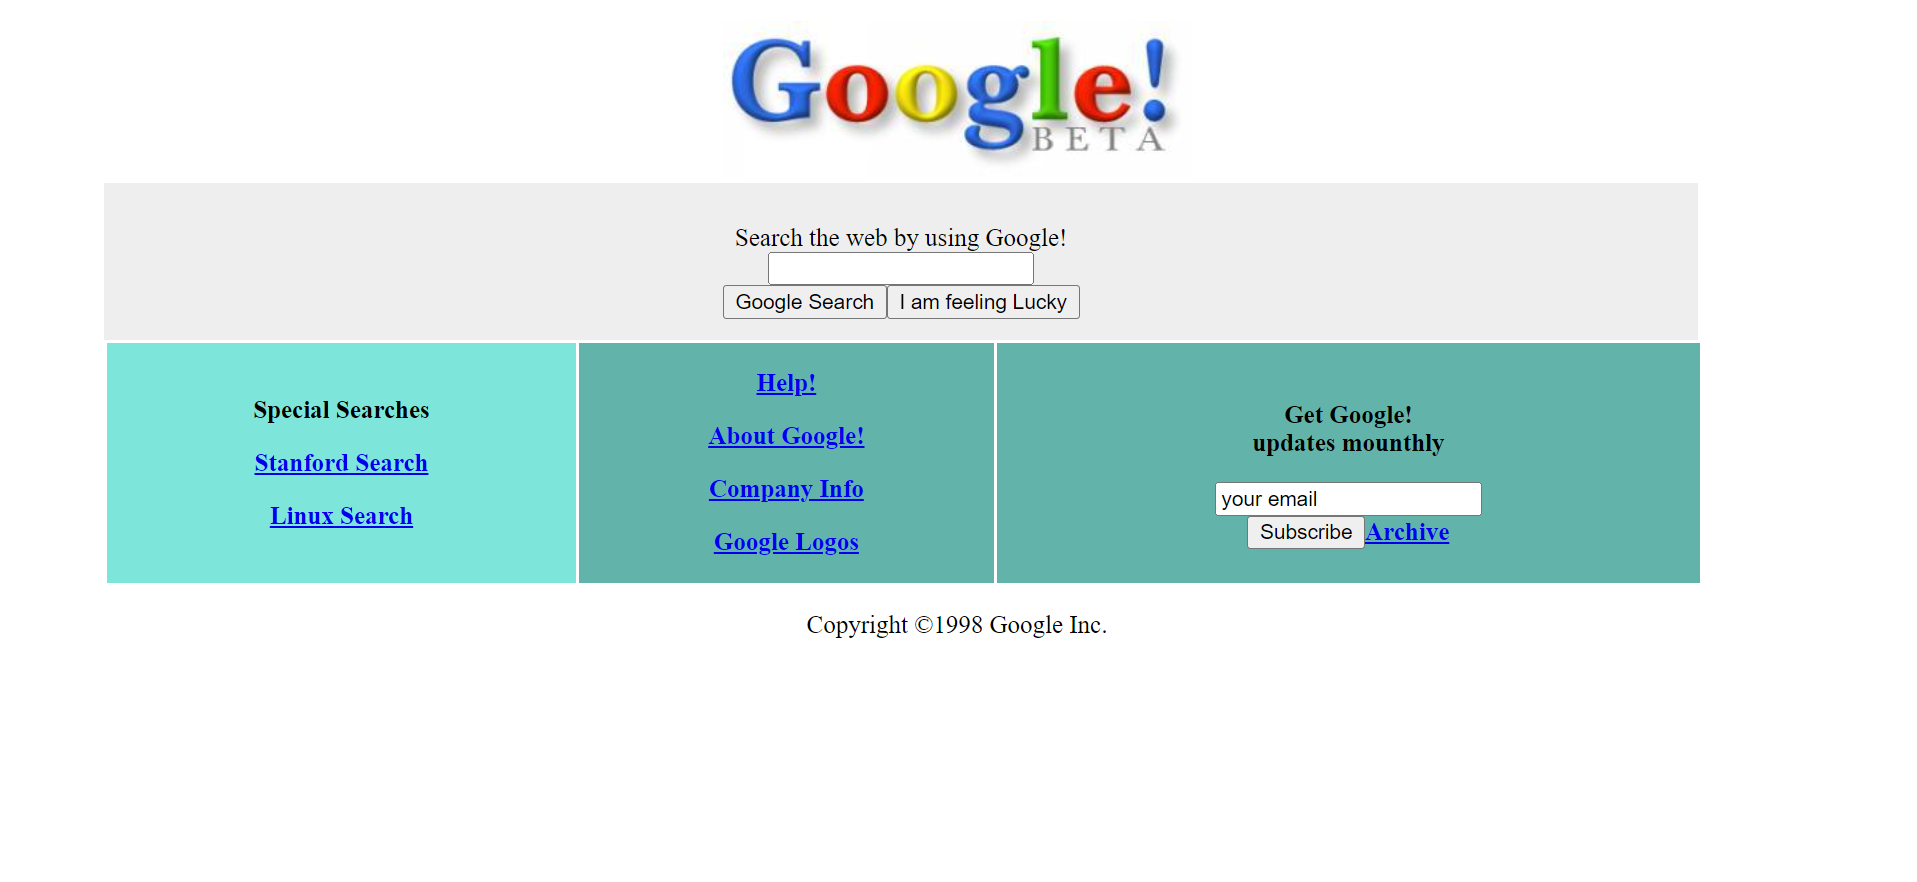 Google!
BETA
Search the web by using Google!
Google Search I am feeling Lucky
Special Searches
Stanford Search
Linux Search
Help!
About Google!
Company Info
Google Logos
Get Google!
updates mounthly
your email
Subscribe Archive
Copyright ©1998 Google Inc.